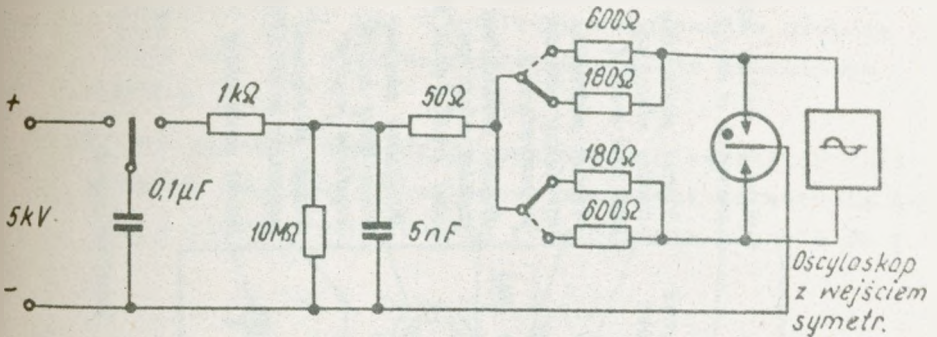 600Ω
180Ω
1kΩ
50Ω
+
0,1µF
5kV
10MΩ
5nF
180Ω
600Ω
-
Oscyloskop
z wejściem
symetr.